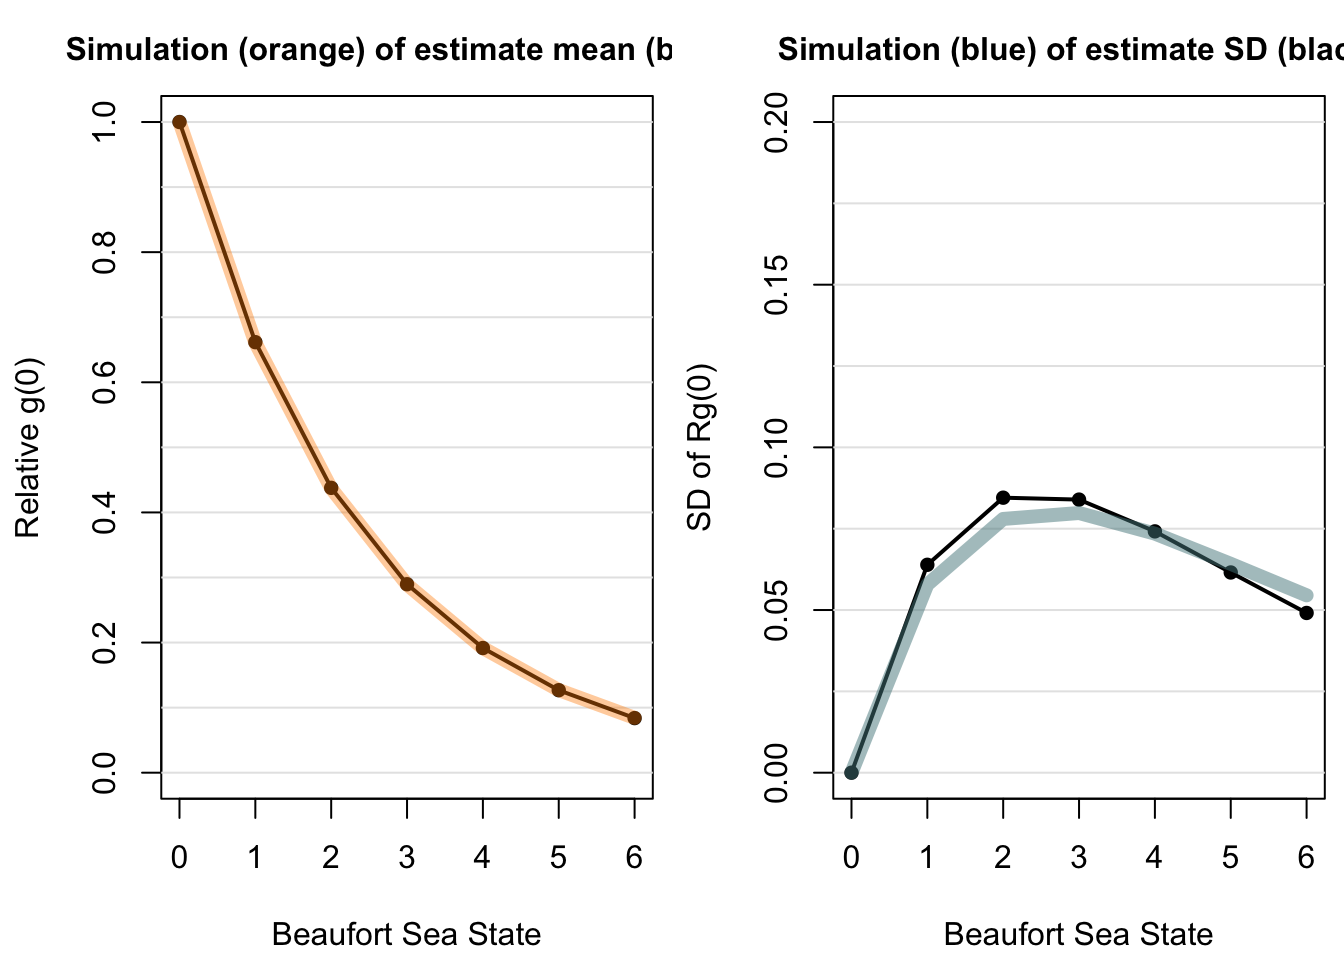 Simulation (orange) of estimate mean (b
Relative g(0)
1.0
0.8
0.6
0.4
0.2
0.0
0 1 2 3 4 5 6
Beaufort Sea State
Simulation (blue) of estimate SD (blac
SD of Rg(0)
0.20
0.15
0.10
0.05
0.00
0 1 2 3 4 5 6
Beaufort Sea State